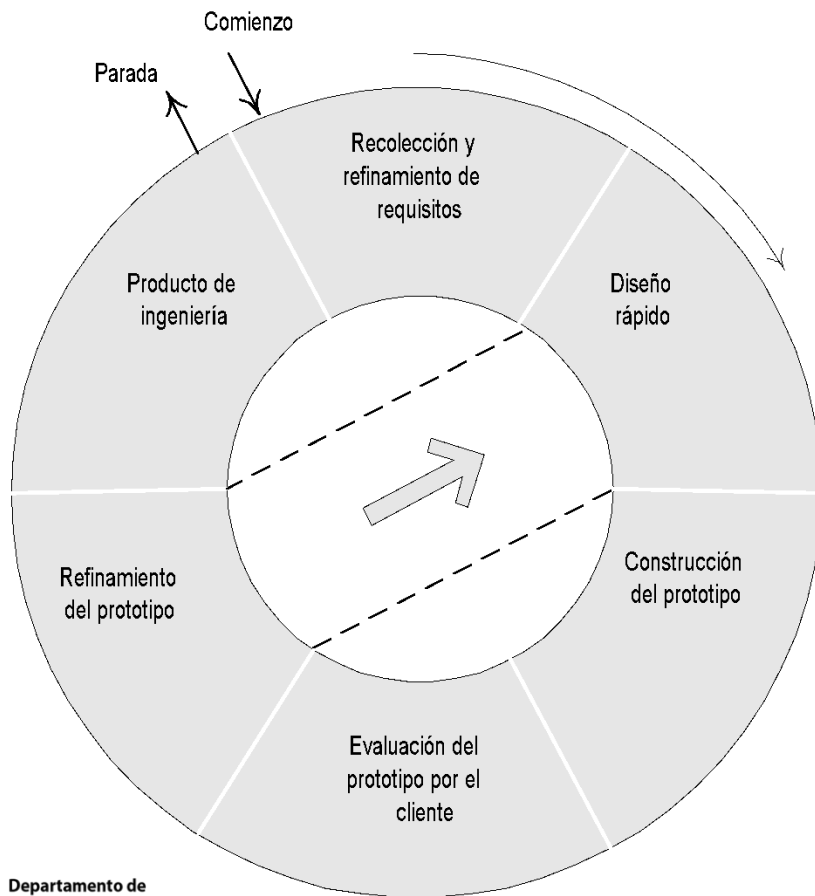 Comienzo
Parada
Recolección y
refinamiento de
requisitos
Diseño
rápido
Construcción
del prototipo
Evaluación del
prototipo por el
cliente
Refinamiento
del prototipo
Producto de
ingeniería
Departamento de